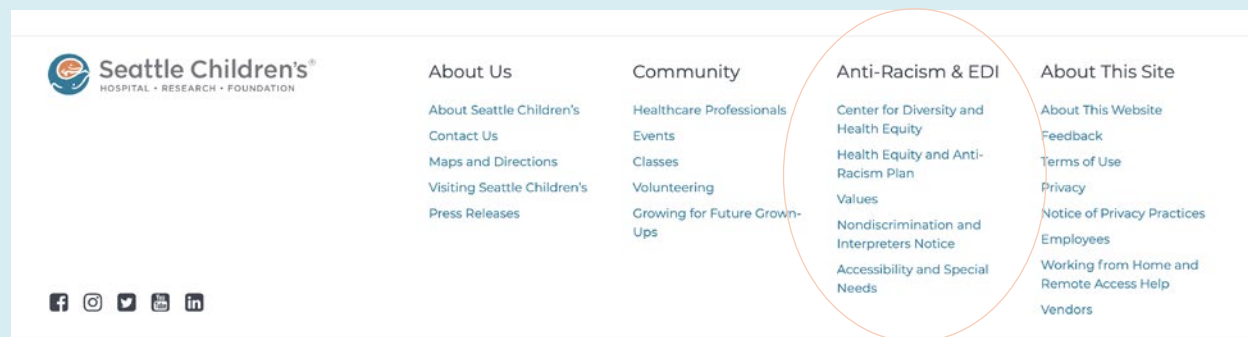 Seattle Children's®
HOSPITAL • RESEARCH • FOUNDATION
About Us
About Seattle Children's
Contact Us
Maps and Directions
Visiting Seattle Children's
Press Releases
Community
Healthcare Professionals
Events
Classes
Volunteering
Growing for Future Grown-
Ups
Anti-Racism & EDI
Center for Diversity and
Health Equity
Health Equity and Anti-
Racism Plan
Values
Nondiscrimination and
Interpreters Notice
Accessibility and Special
Needs
About This Site
About This Website
Feedback
Terms of Use
Privacy
Notice of Privacy Practices
Employees
Working from Home and
Remote Access Help
Vendors
You
Tube